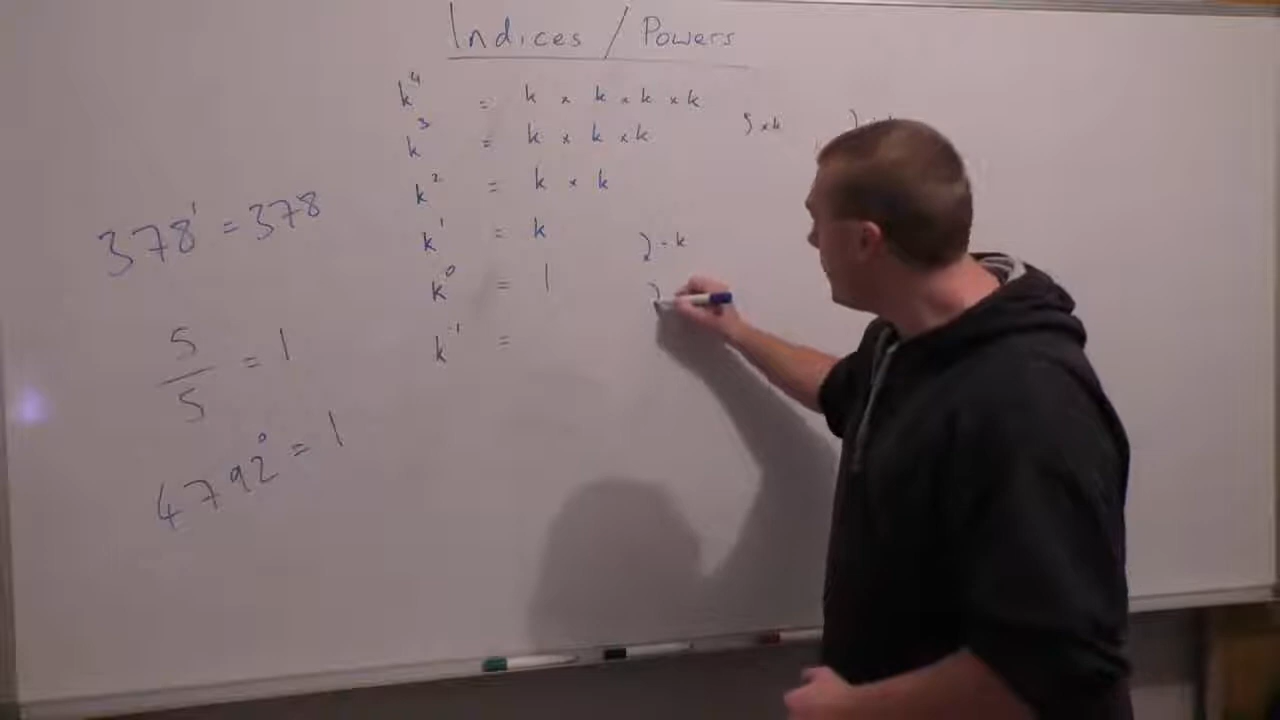 Indices / Powers
k⁴ = k × k × k × k
k³ = k × k × k
× k
k² = k × k
k¹ = k
k⁰ = 1
k⁻¹ =
378¹ = 378
5/5 = 1
4792⁰ = 1